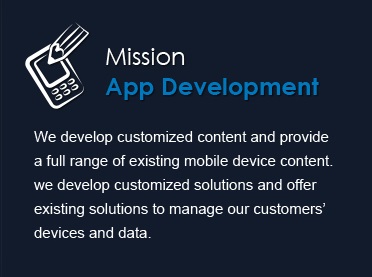 Mission
App Development
We develop customized content and provide
a full range of existing mobile device content.
we develop customized solutions and offer
existing solutions to manage our customers’
devices and data.